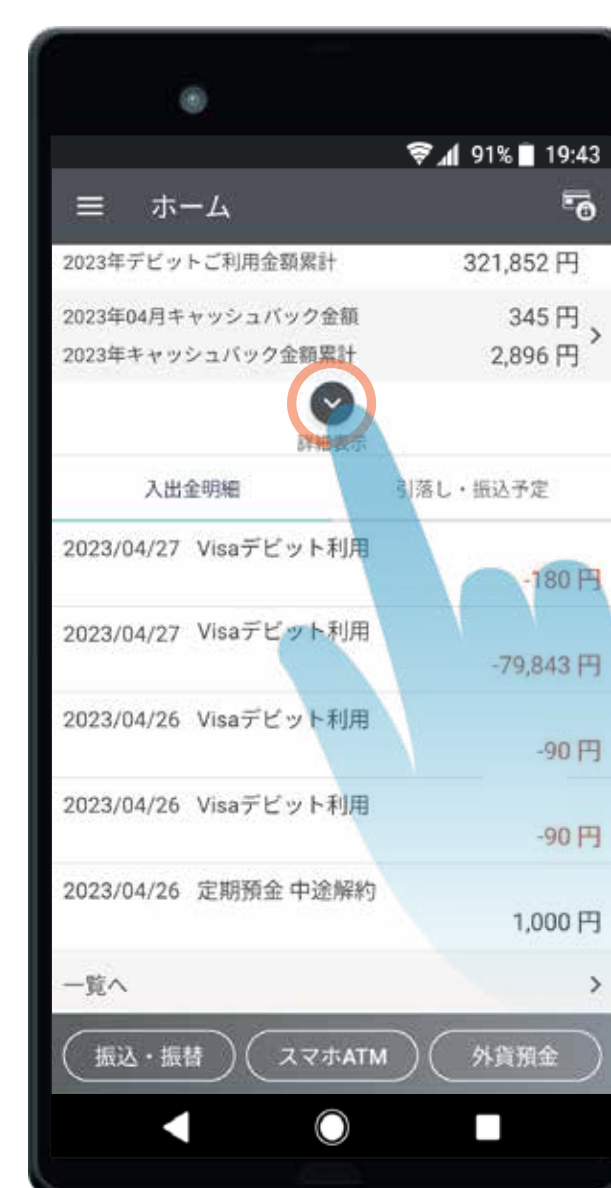 91% 19:43
ホーム
2023年デビットご利用金額累計 321,852 円
2023年04月キャッシュバック金額 345 円
2023年キャッシュバック金額累計 2,896 円
詳細表示
入出金明細 引落し・振込予定
2023/04/27 Visaデビット利用
-180 円
2023/04/27 Visaデビット利用
-79,843 円
2023/04/26 Visaデビット利用
-90 円
2023/04/26 Visaデビット利用
-90 円
2023/04/26 定期預金 中途解約
1,000 円
一覧へ
振込・振替 スマホATM 外貨預金